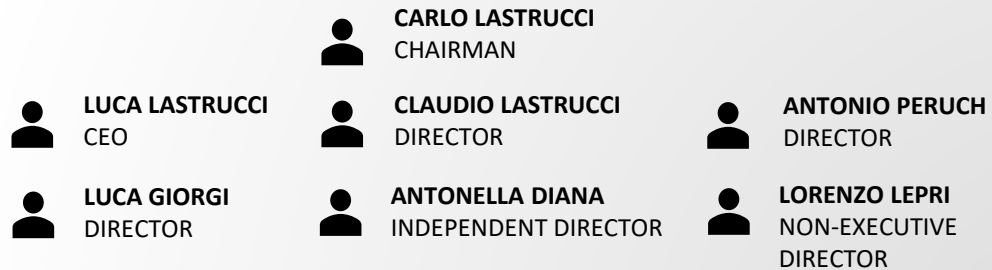 CARLO LASTRUCCI
CHAIRMAN
LUCA LASTRUCCI
CEO
CLAUDIO LASTRUCCI
DIRECTOR
ANTONIO PERUCH
DIRECTOR
LUCA GIORGI
DIRECTOR
ANTONELLA DIANA
INDEPENDENT DIRECTOR
LORENZO LEPRI
NON-EXECUTIVE
DIRECTOR